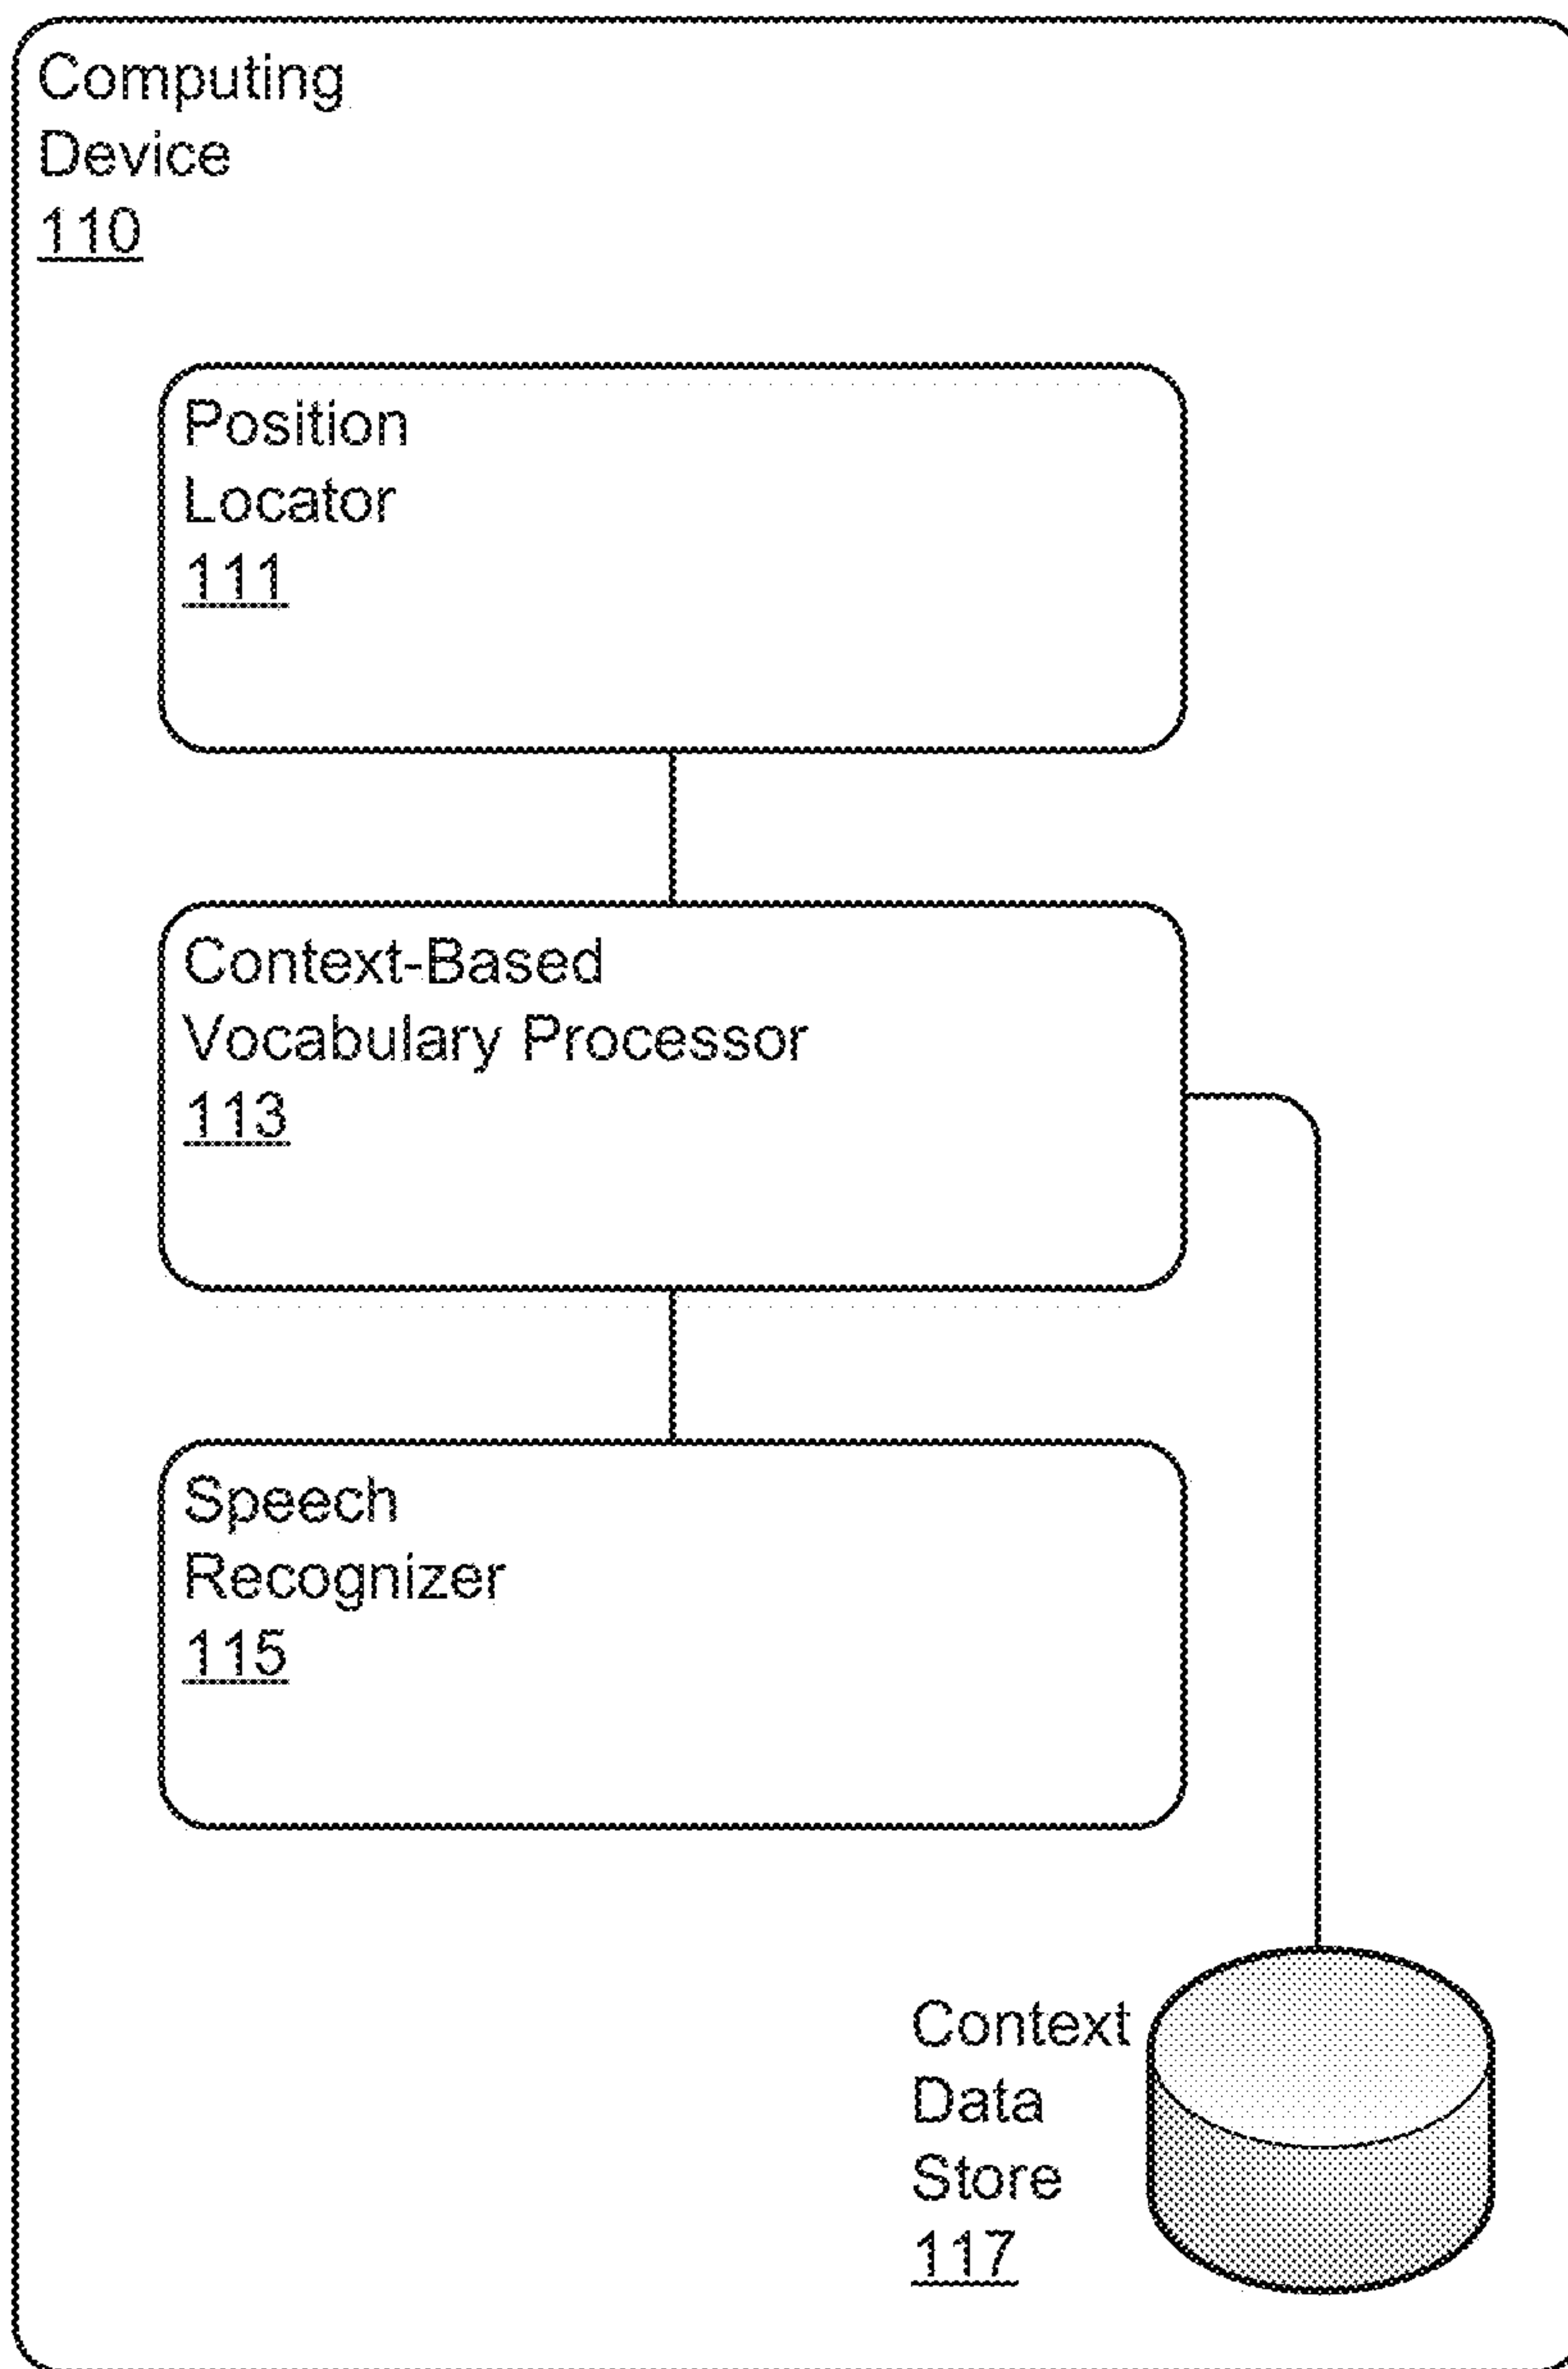 Computing
Device
110
Position
Locator
111
Context-Based
Vocabulary Processor
113
Speech
Recognizer
115
Context
Data
Store
117